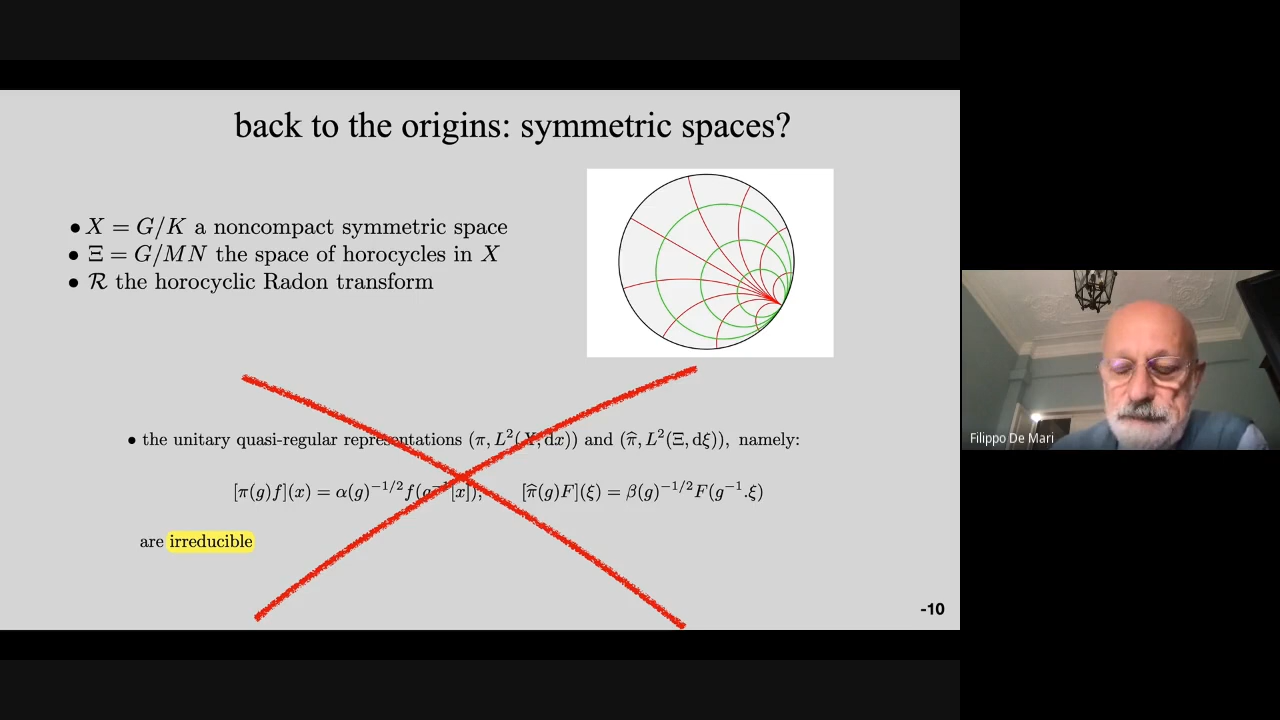 back to the origins: symmetric spaces?
• X = G/K a noncompact symmetric space
• Ξ = G/MN the space of horocycles in X
• ℛ the horocyclic Radon transform
• the unitary quasi-regular representations (π, L²(X, dx)) and (π̂, L²(Ξ, dξ)), namely:
[π(g)f](x) = α(g)^{-1/2} f(g^{-1}[x]), [π̂(g)F](ξ) = β(g)^{-1/2} F(g^{-1}.ξ)
are irreducible
-10
Filippo De Mari